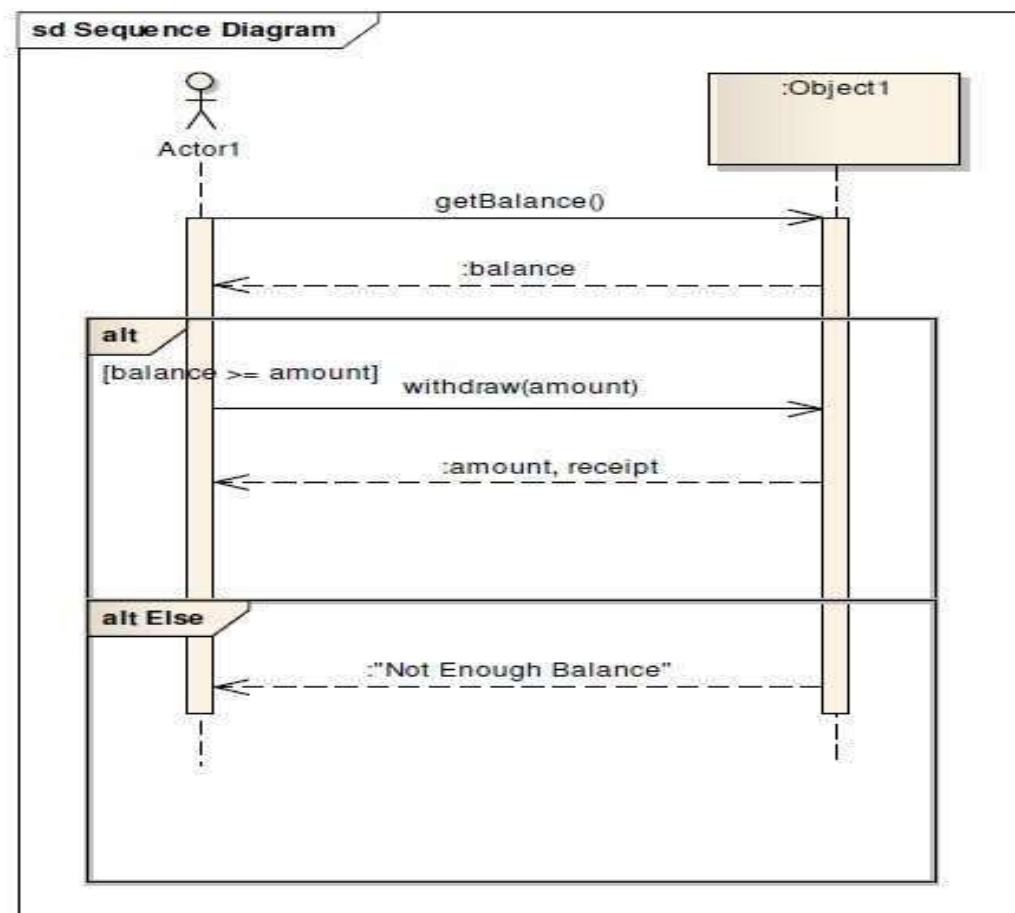 sd Sequence Diagram
:Object1
Actor1
getBalance()
:balance
alt
[balance >= amount]
withdraw(amount)
:amount, receipt
alt Else
:"Not Enough Balance"